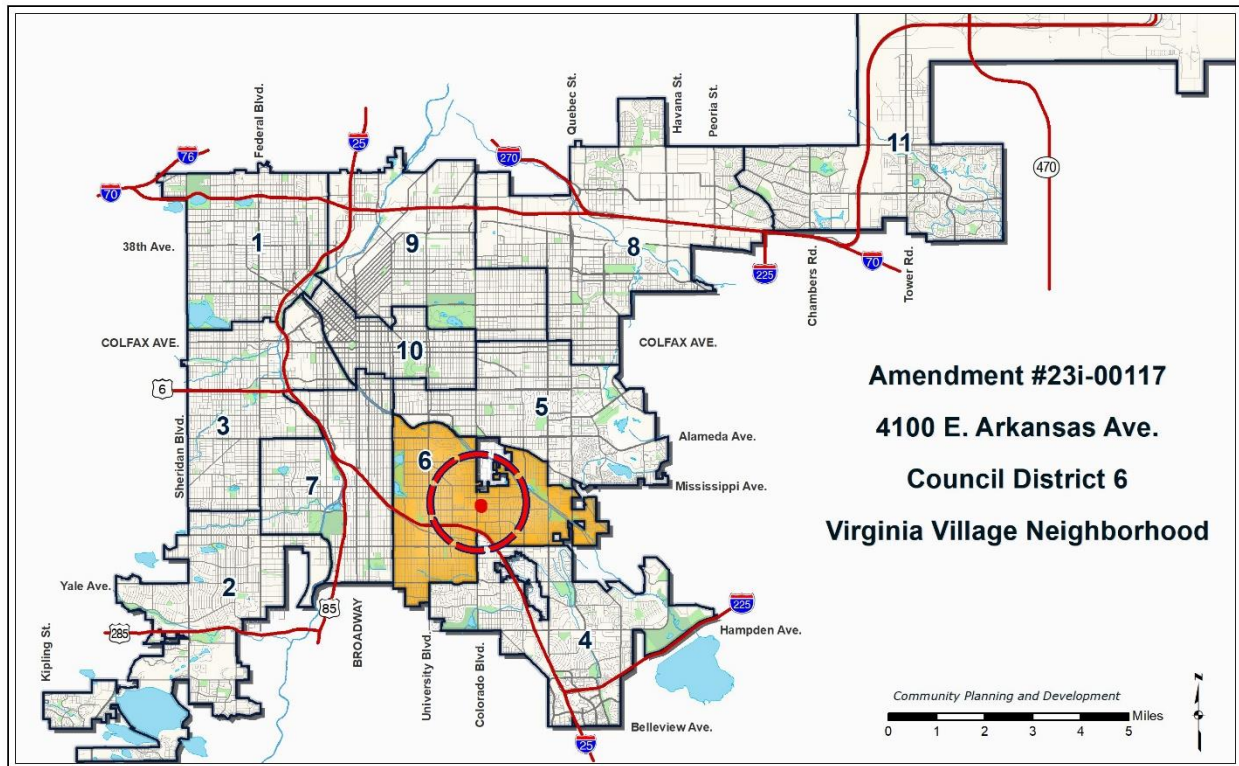 Federal Blvd.
Quebec St.
Havana St.
Peoria St.
76
25
270
11
70
470
38th Ave.
1
9
8
225
Chambers Rd.
70
Tower Rd.
COLFAX AVE.
10
COLFAX AVE.
6
Sheridan Blvd.
3
5
Alameda Ave.
6
7
Mississippi Ave.
Amendment #23i-00117
4100 E. Arkansas Ave.
Council District 6
Virginia Village Neighborhood
Yale Ave.
2
85
BROADWAY
285
Kipling St.
University Blvd.
Colorado Blvd.
4
225
Hampden Ave.
Belleview Ave.
25
Community Planning and Development
Miles
0 1 2 3 4 5
N